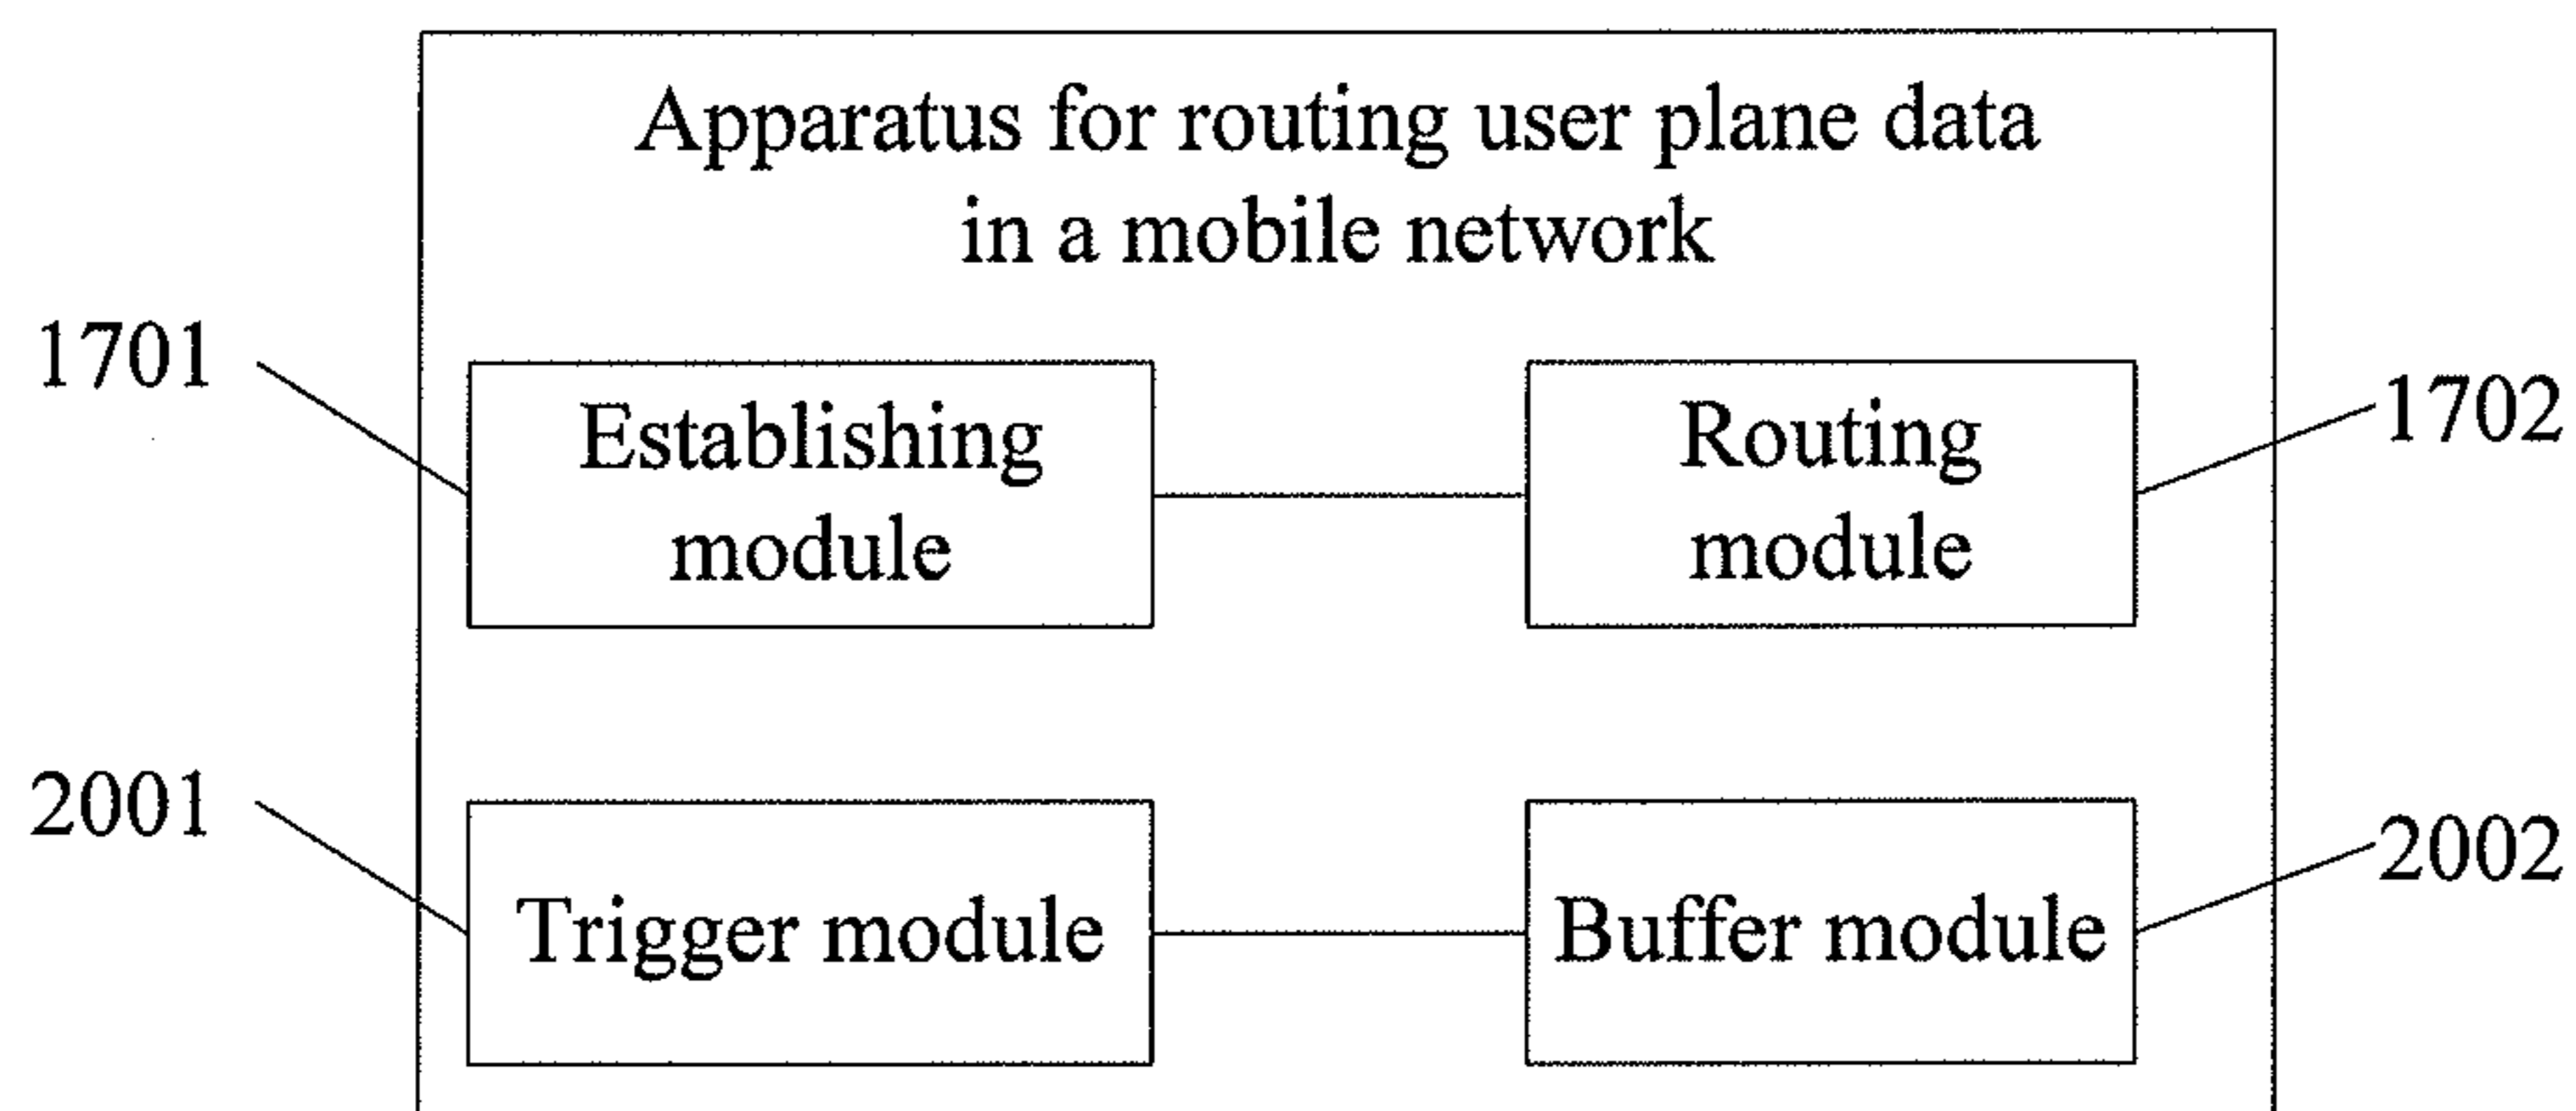 Apparatus for routing user plane data
in a mobile network
1701
Establishing
module
Routing
module
1702
2001
Trigger module
Buffer module
2002